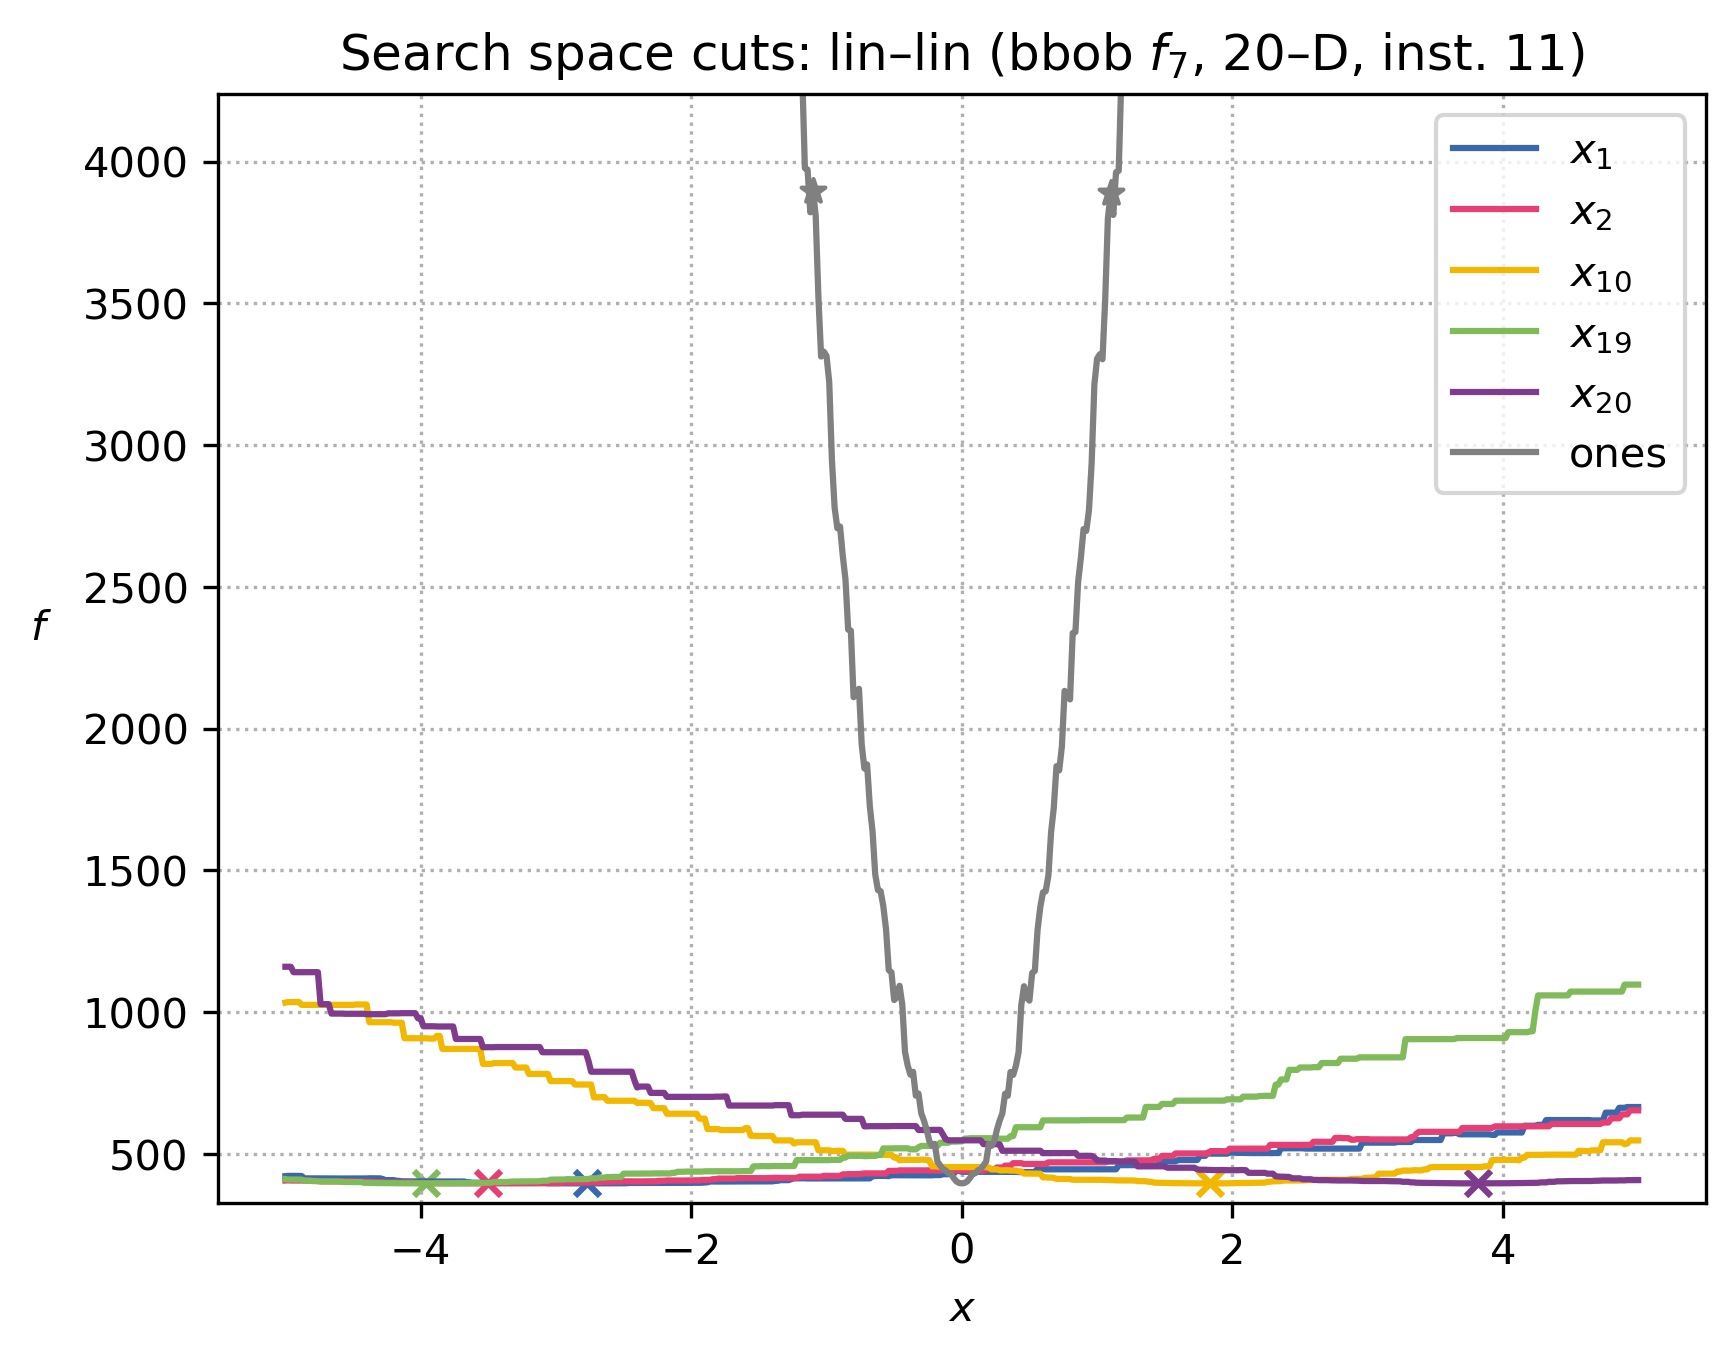 Search space cuts: lin–lin (bbob f₇, 20–D, inst. 11)
x₁
x₂
x₁₀
x₁₉
x₂₀
ones
4000
3500
3000
2500
2000
1500
1000
500
f
−4 −2 0 2 4
x